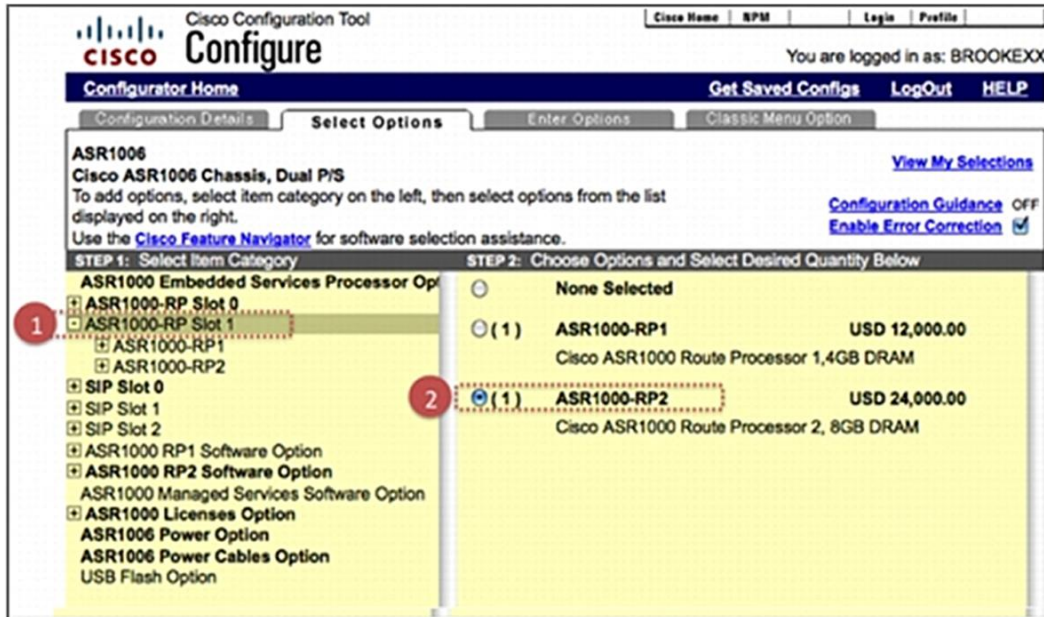 Cisco Configuration Tool
Cisco Home NPM Login Profile
cisco
Configure
You are logged in as: BROOKEXX
Configurator Home Get Saved Configs LogOut HELP
Configuration Details Select Options Enter Options Classic Menu Option
ASR1006
Cisco ASR1006 Chassis, Dual P/S
View My Selections
To add options, select item category on the left, then select options from the list
displayed on the right.
Configuration Guidance OFF
Use the Cisco Feature Navigator for software selection assistance.
Enable Error Correction
STEP 1: Select Item Category
ASR1000 Embedded Services Processor Opt
ASR1000-RP Slot 0
1
ASR1000-RP Slot 1
ASR1000-RP1
ASR1000-RP2
SIP Slot 0
SIP Slot 1
SIP Slot 2
ASR1000 RP1 Software Option
ASR1000 RP2 Software Option
ASR1000 Managed Services Software Option
ASR1000 Licenses Option
ASR1006 Power Option
ASR1006 Power Cables Option
USB Flash Option
STEP 2: Choose Options and Select Desired Quantity Below
None Selected
(1) ASR1000-RP1 USD 12,000.00
Cisco ASR1000 Route Processor 1,4GB DRAM
2
(1) ASR1000-RP2 USD 24,000.00
Cisco ASR1000 Route Processor 2, 8GB DRAM